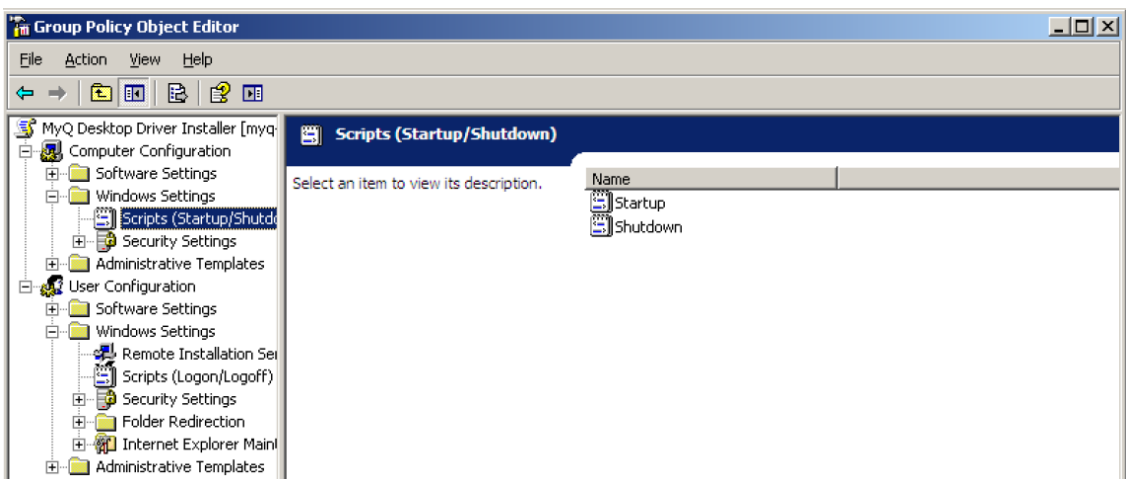 Group Policy Object Editor
File Action View Help
MyQ Desktop Driver Installer [myq-
Computer Configuration
Software Settings
Windows Settings
Scripts (Startup/Shutdo
Security Settings
Administrative Templates
User Configuration
Software Settings
Windows Settings
Remote Installation Ser
Scripts (Logon/Logoff)
Security Settings
Folder Redirection
Internet Explorer Maint
Administrative Templates
Scripts (Startup/Shutdown)
Select an item to view its description.
Name
Startup
Shutdown